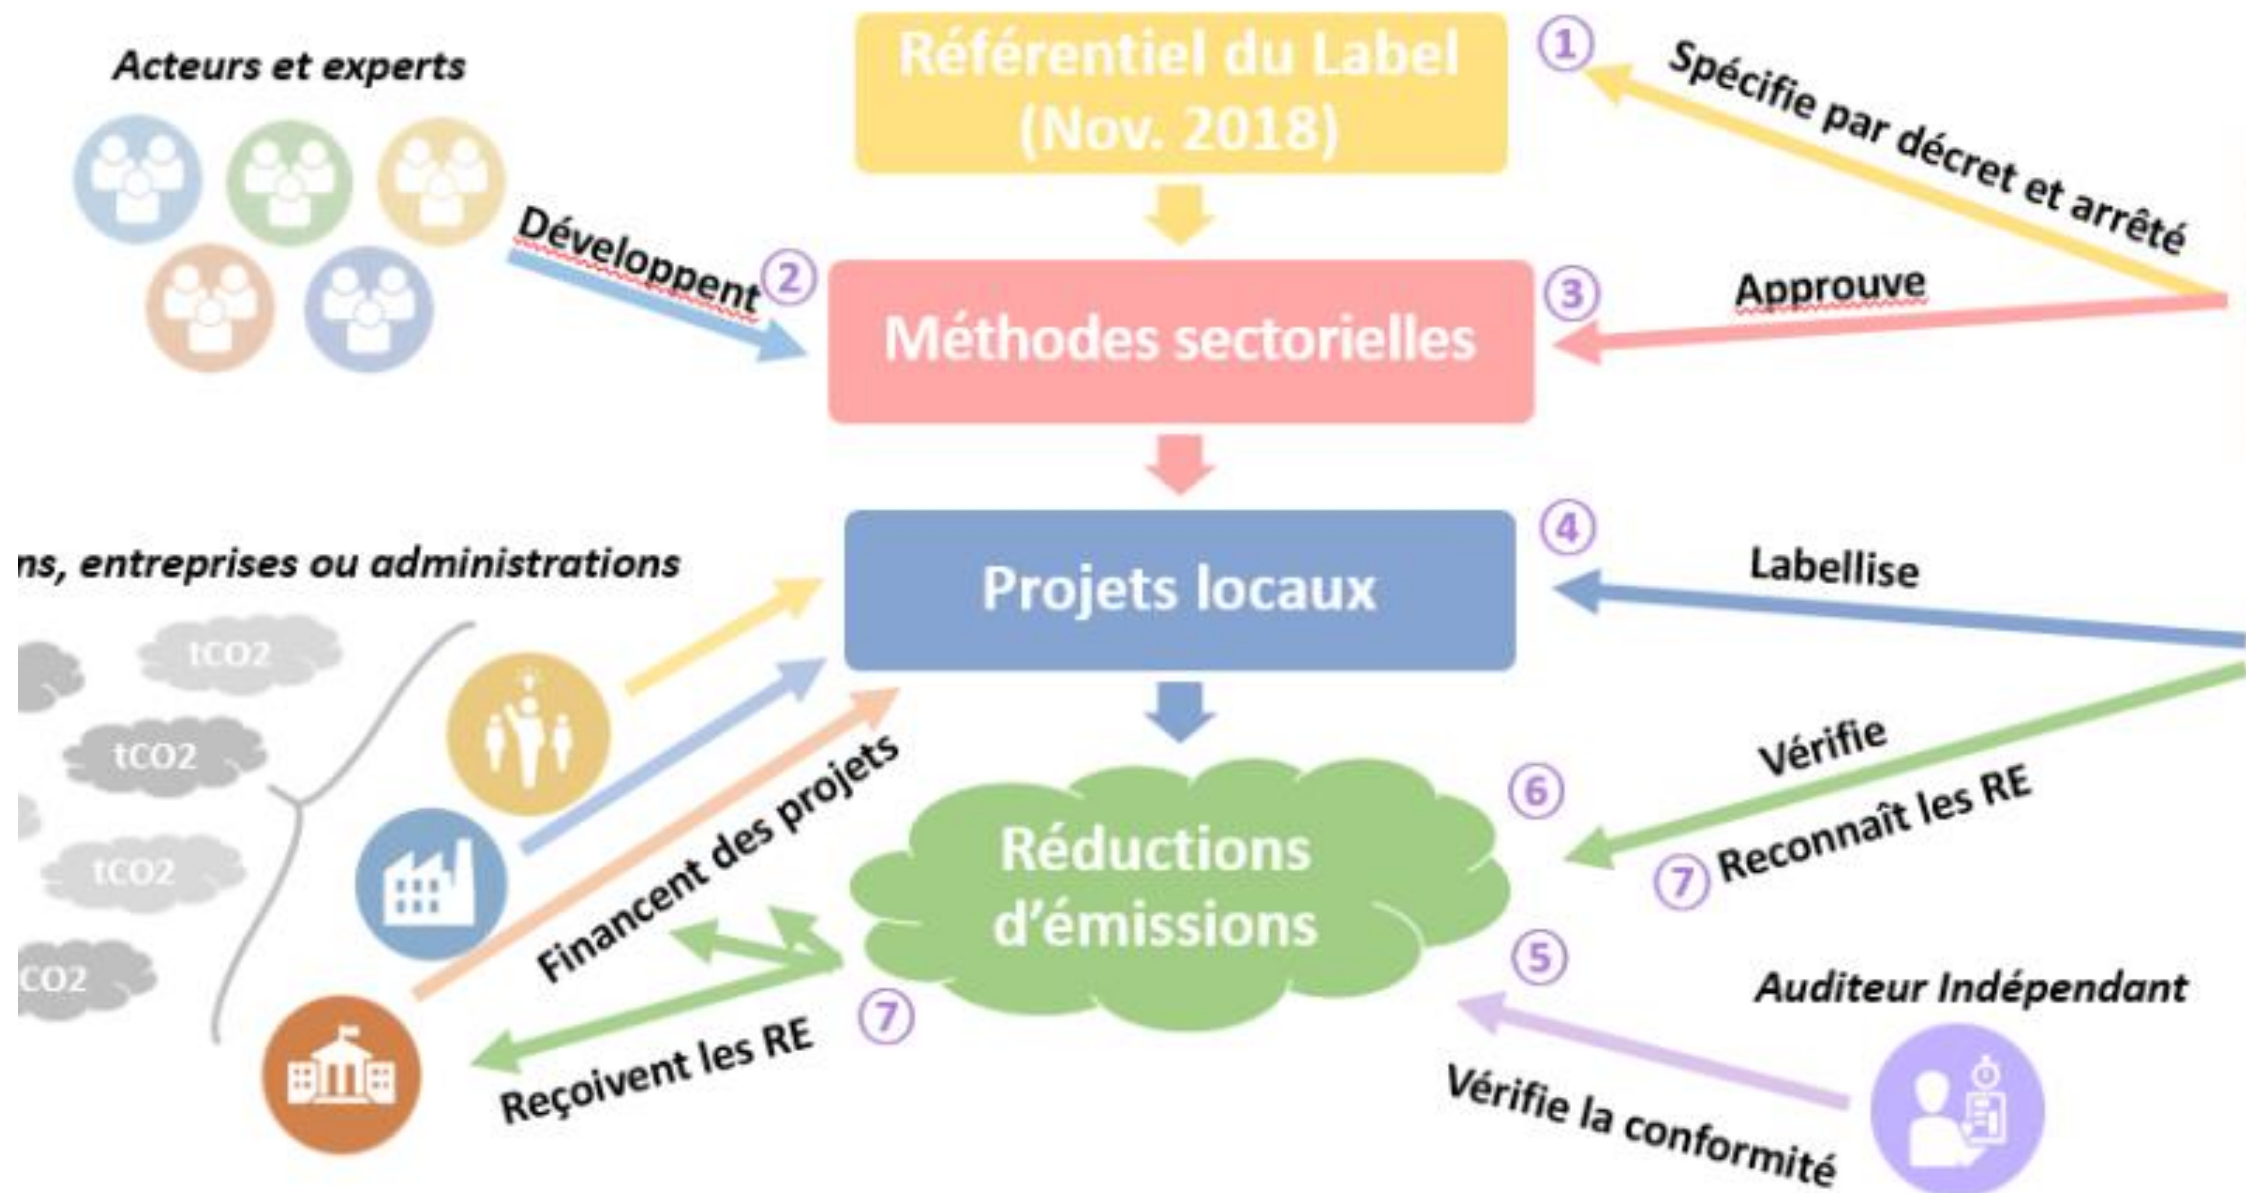 Acteurs et experts
Référentiel du Label
(Nov. 2018)
1
Spécifie par décret et arrêté
Développent
2
Méthodes sectorielles
3
Approuve
ns, entreprises ou administrations
Projets locaux
4
Labellise
tCO2
tCO2
tCO2
CO2
Financent des projets
Réductions
d'émissions
6
Vérifie
7
Reconnaît les RE
5
Auditeur Indépendant
7
Reçoivent les RE
Vérifie la conformité